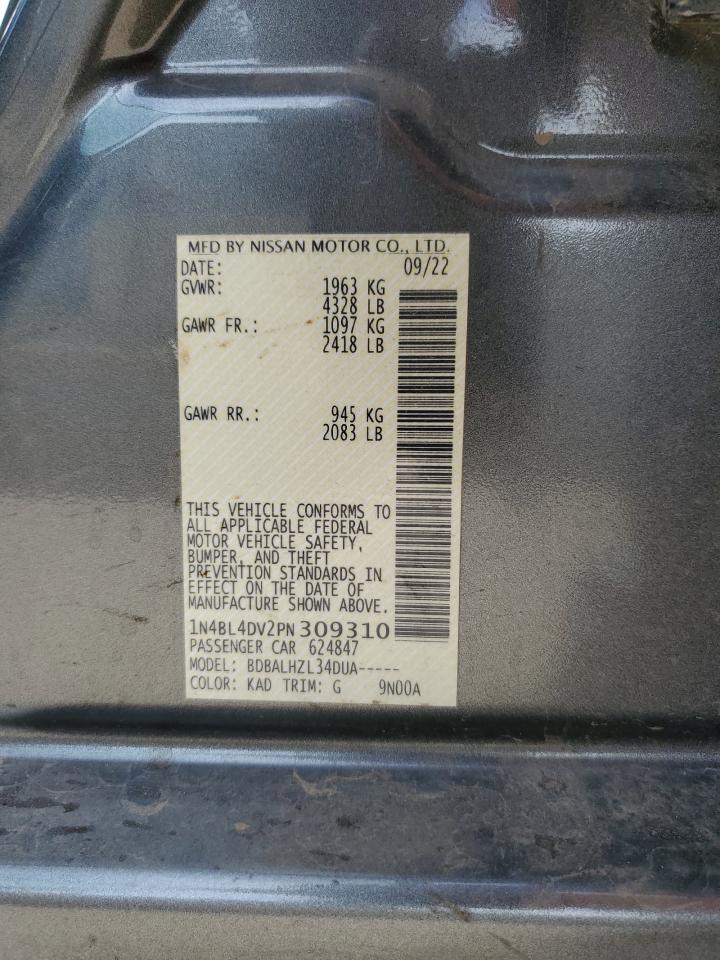 MFD BY NISSAN MOTOR CO., LTD.
DATE: 09/22
GVWR: 1963 KG
4328 LB
GAWR FR.: 1097 KG
2418 LB
GAWR RR.: 945 KG
2083 LB
THIS VEHICLE CONFORMS TO
ALL APPLICABLE FEDERAL
MOTOR VEHICLE SAFETY,
BUMPER, AND THEFT
PREVENTION STANDARDS IN
EFFECT ON THE DATE OF
MANUFACTURE SHOWN ABOVE.
1N4BL4DV2PN309310
PASSENGER CAR 624847
MODEL: BDBALHZL34DUA-----
COLOR: KAD TRIM: G 9N00A